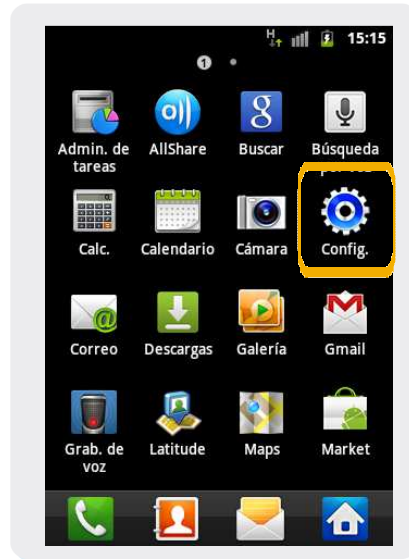 H 15:15
1
Admin. de AllShare Buscar Búsqueda
tareas
Calc. Calendario Cámara Config.
Correo Descargas Galería Gmail
Grab. de Latitude Maps Market
voz